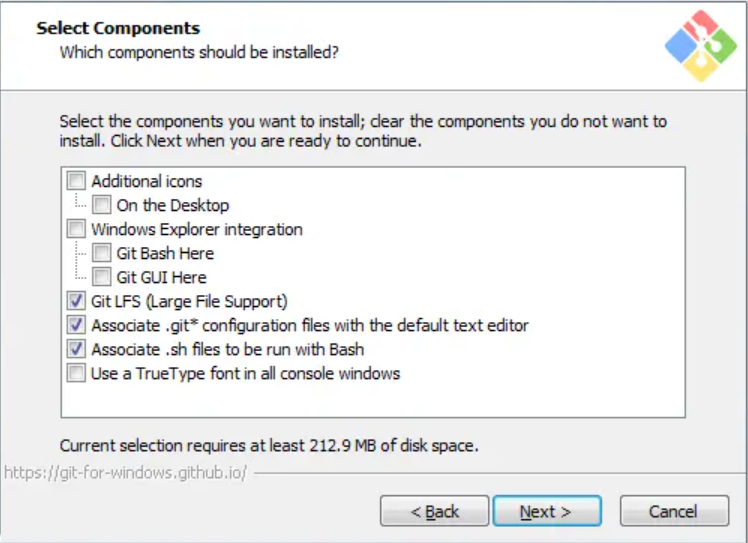 Select Components
Which components should be installed?
Select the components you want to install; clear the components you do not want to
install. Click Next when you are ready to continue.
Additional icons
On the Desktop
Windows Explorer integration
Git Bash Here
Git GUI Here
Git LFS (Large File Support)
Associate .git* configuration files with the default text editor
Associate .sh files to be run with Bash
Use a TrueType font in all console windows
Current selection requires at least 212.9 MB of disk space.
https://git-for-windows.github.io/
< Back
Next >
Cancel